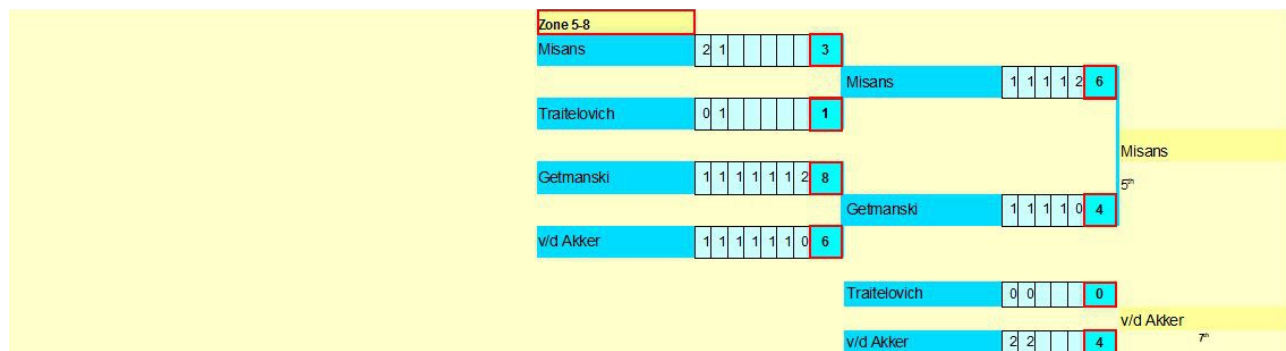 Zone 5-8
Misans 2 1 3
Misans 1 1 1 1 2 6
Traitelovich 0 1 1
Misans
Getmanski 1 1 1 1 1 1 2 8
5th
Getmanski 1 1 1 1 0 4
v/d Akker 1 1 1 1 1 1 0 6
Traitelovich 0 0 0
v/d Akker
7th
v/d Akker 2 2 4